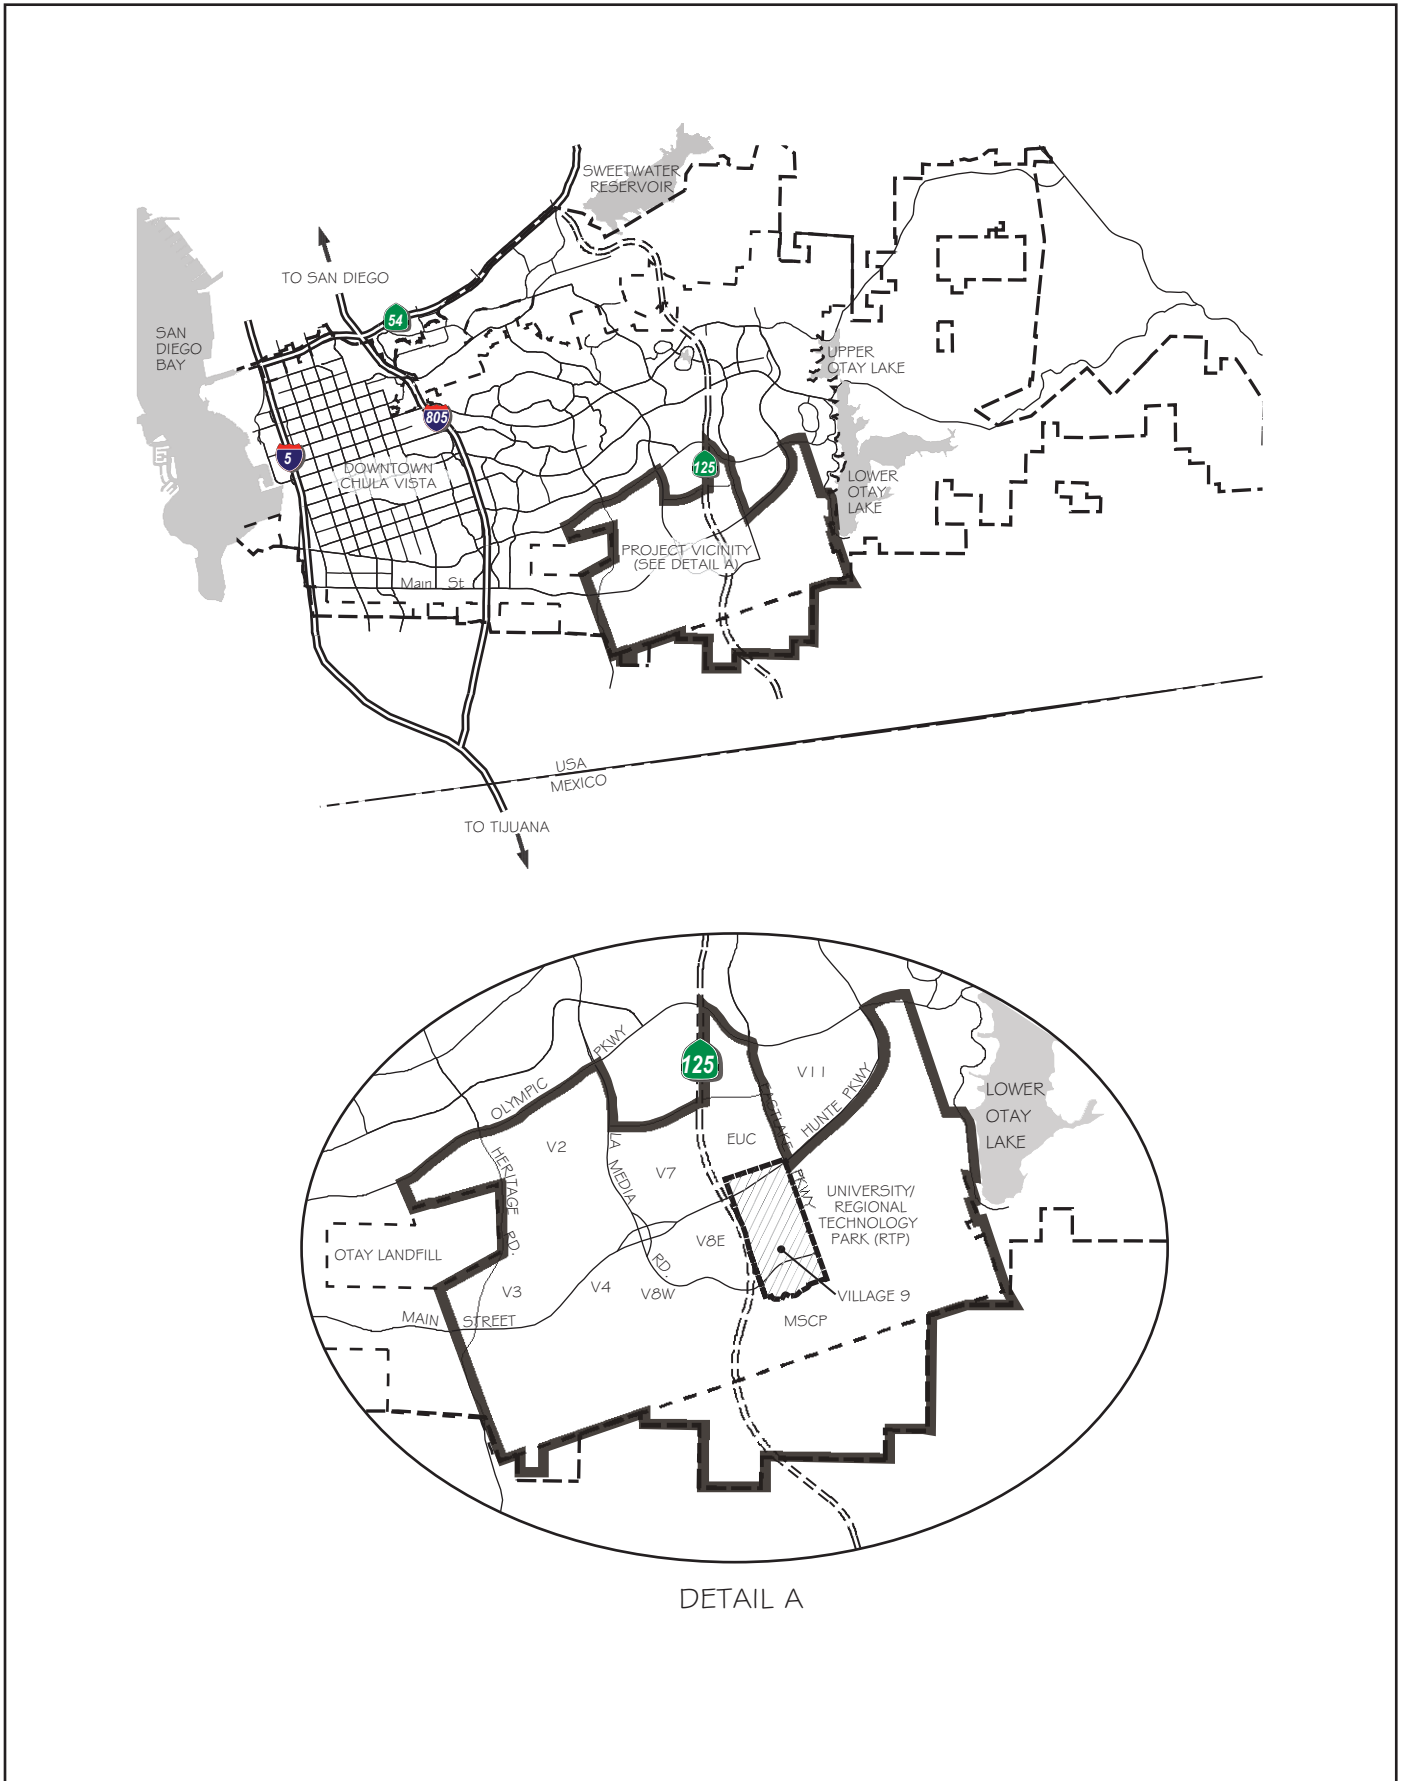 SWEETWATER
RESERVOIR
TO SAN DIEGO
54
SAN
DIEGO
BAY
UPPER
OTAY LAKE
805
5
DOWNTOWN
CHULA VISTA
125
LOWER
OTAY
LAKE
PROJECT VICINITY
(SEE DETAIL A)
Main St
USA
MEXICO
TO TIJUANA
125
OLYMPIC PKWY
V11
EASTLAKE PKWY
HUNTE PKWY
LOWER
OTAY
LAKE
EUC
V2
HERITAGE RD.
LA MEDIA RD.
V7
UNIVERSITY/
REGIONAL
TECHNOLOGY
PARK (RTP)
V8E
OTAY LANDFILL
V3
V4
V8W
VILLAGE 9
MAIN STREET
MSCP
DETAIL A